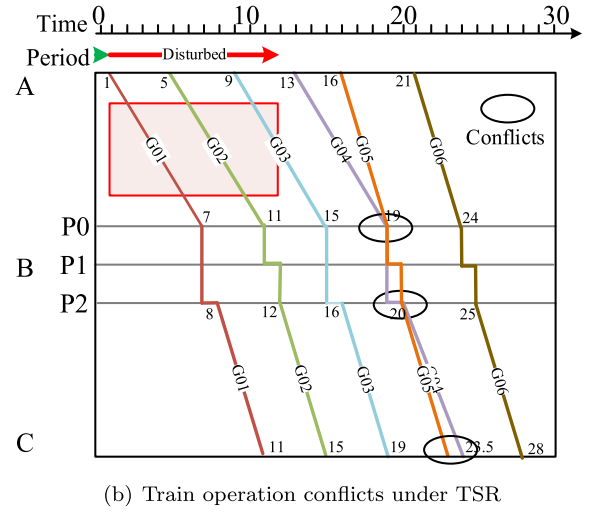 Time 0 10 20 30
Period Disturbed
A 1 5 9 13 16 21
Conflicts
G01 G02 G03 G04 G05 G06
P0 7 11 15 19 24
B P1
P2 8 12 16 20 25
G01 G02 G03 G05 G04 G06
C 11 15 19 23.5 28
(b) Train operation conflicts under TSR